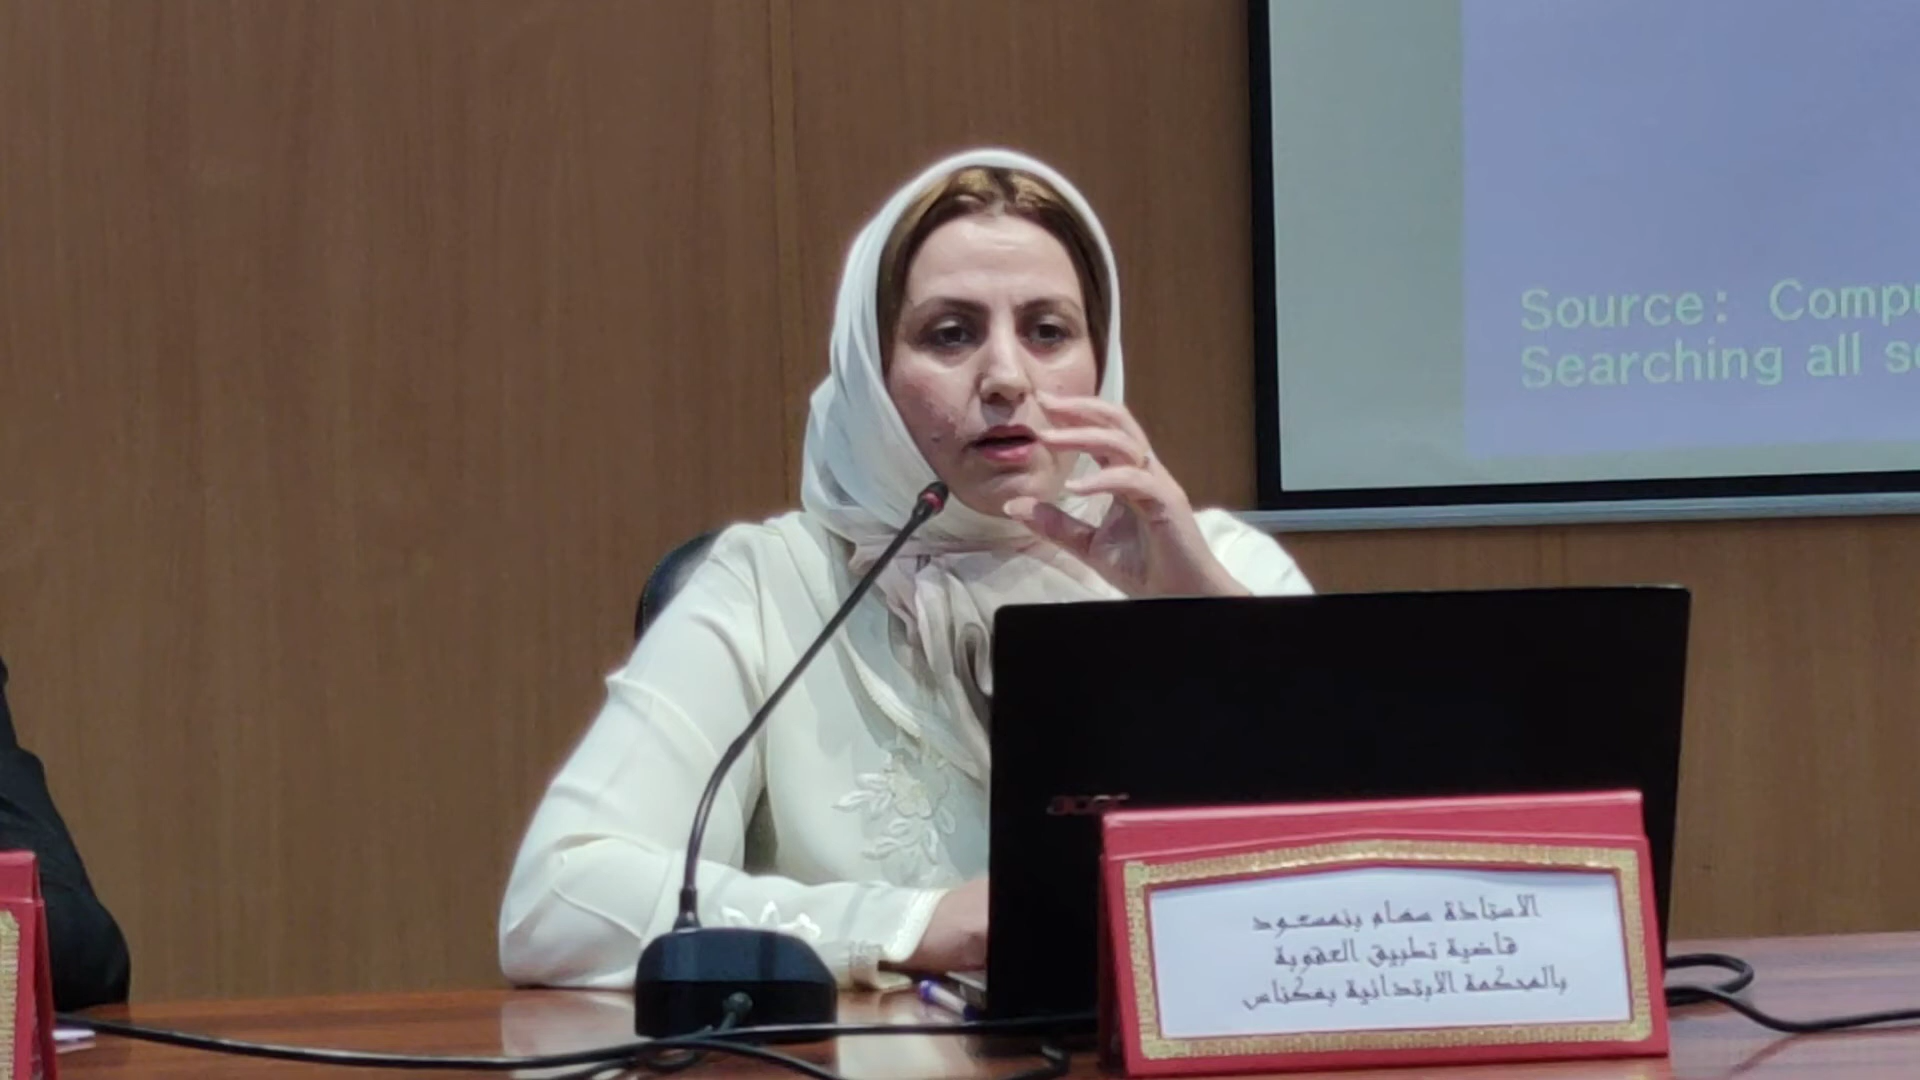 Source: Compu
Searching all s
acer
الاستاذة سهام بنمسعود
قاضية تطبيق العقوبة
بالمحكمة الابتدائية بمكناس